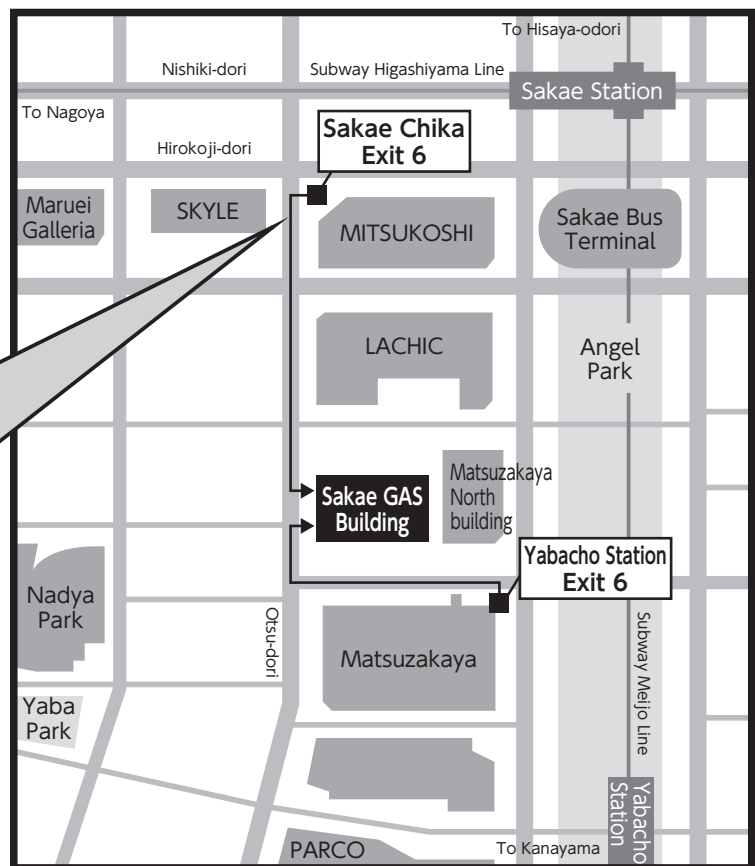 To Hisaya-odori
Nishiki-dori
Subway Higashiyama Line
Sakae Station
To Nagoya
Sakae Chika
Exit 6
Hirokoji-dori
Maruei
Galleria
SKYLE
MITSUKOSHI
Sakae Bus
Terminal
LACHIC
Angel
Park
Sakae GAS
Building
Matsuzakaya
North
building
Yabacho Station
Exit 6
Nadya
Park
Otsu-dori
Matsuzakaya
Subway Meijo Line
Yaba
Park
Yabacho
Station
PARCO
To Kanayama